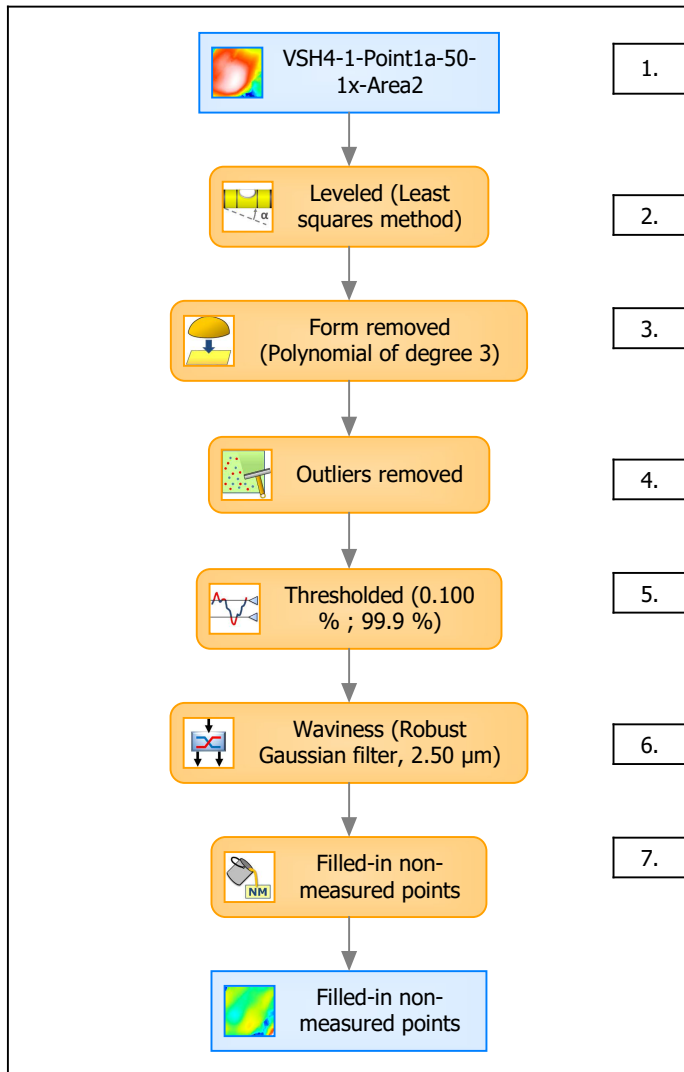 VSH4-1-Point1a-50-
1x-Area2
1.
α
Leveled (Least
squares method)
2.
Form removed
(Polynomial of degree 3)
3.
Outliers removed
4.
Thresholded (0.100
% ; 99.9 %)
5.
Waviness (Robust
Gaussian filter, 2.50 µm)
6.
Filled-in non-
measured points
NM
7.
Filled-in non-
measured points